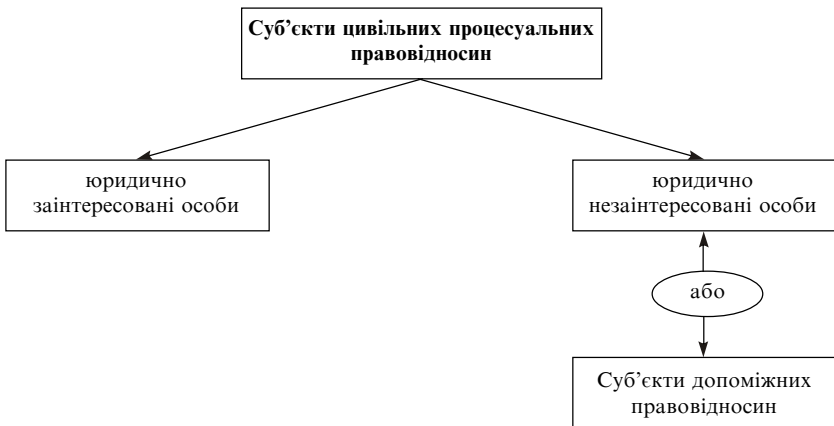 Суб’єкти цивільних процесуальних
правовідносин
юридично
заінтересовані особи
юридично
незаінтересовані особи
або
Суб’єкти допоміжних
правовідносин